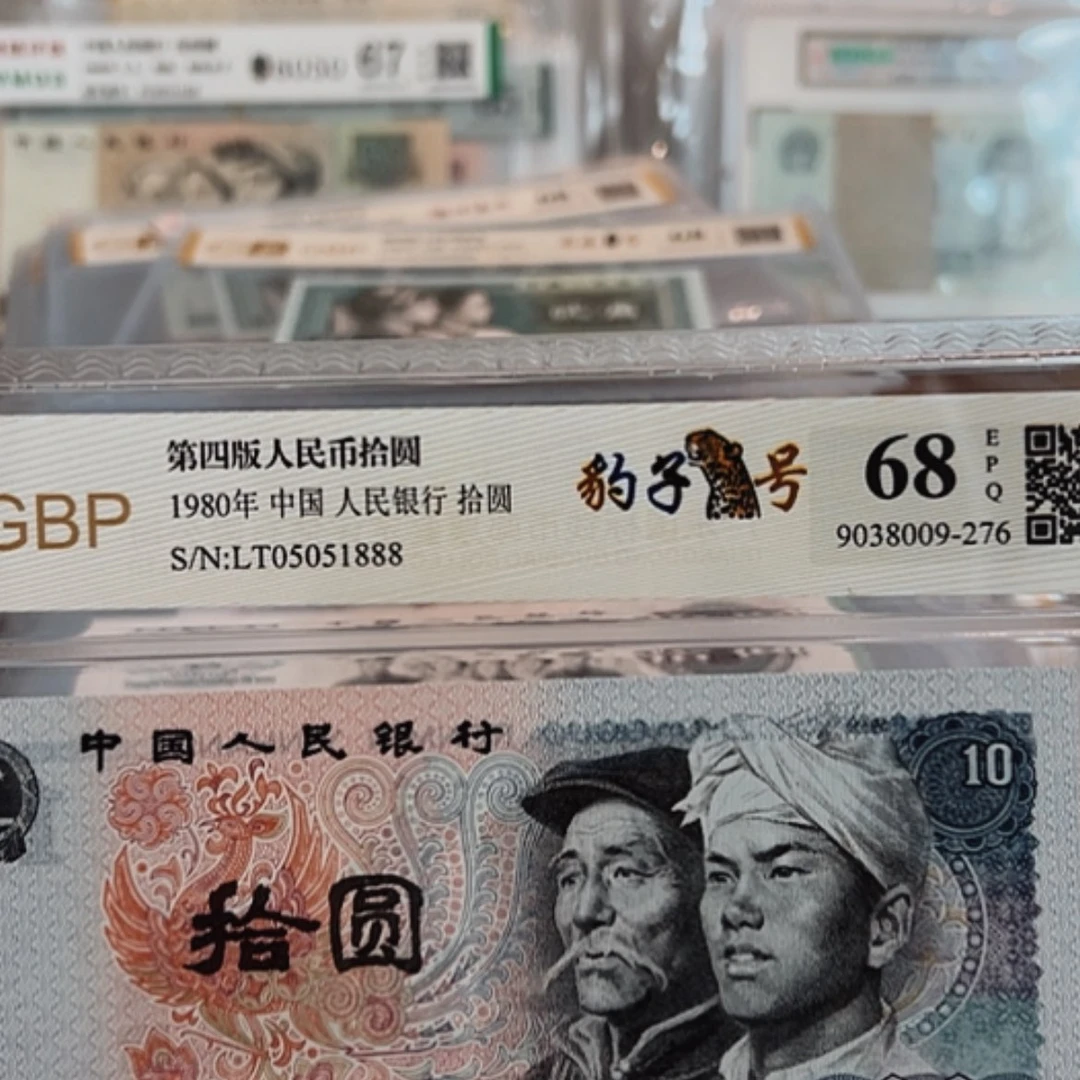 67
第四版人民币拾圆
GBP
1980年 中国 人民银行 拾圆
S/N:LT05051888
豹子号
68
EPQ
9038009-276
中国人民银行
10
拾圆